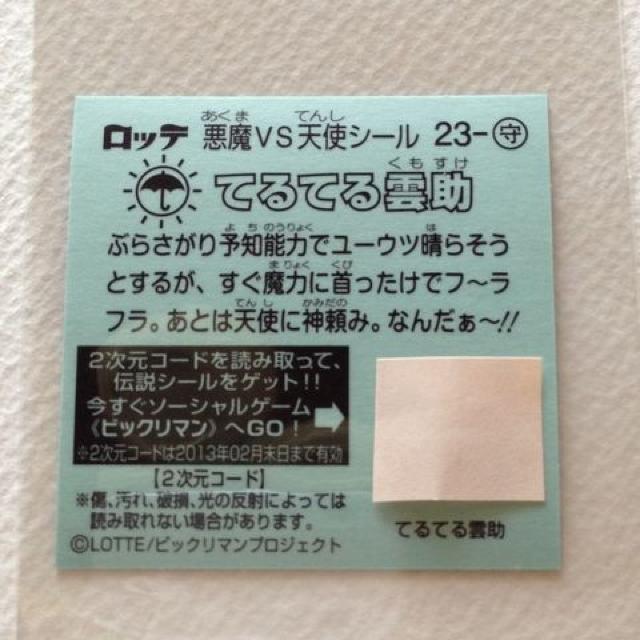 ロッテ 悪魔VS天使シール 23-守
あくま てんし
てるてる雲助
くもすけ
ぶらさがり予知能力でユーウツ晴らそう
よち のうりょく は
とするが、すぐ魔力に首ったけでフ〜ラ
まりょく くび
フラ。あとは天使に神頼み。なんだぁ〜!!
てんし かみだの
2次元コードを読み取って、
伝説シールをゲット!!
今すぐソーシャルゲーム
《ビックリマン》へGO!
※2次元コードは2013年02月末日まで有効
【2次元コード】
※傷、汚れ、破損、光の反射によっては
読み取れない場合があります。
©LOTTE/ビックリマンプロジェクト
てるてる雲助